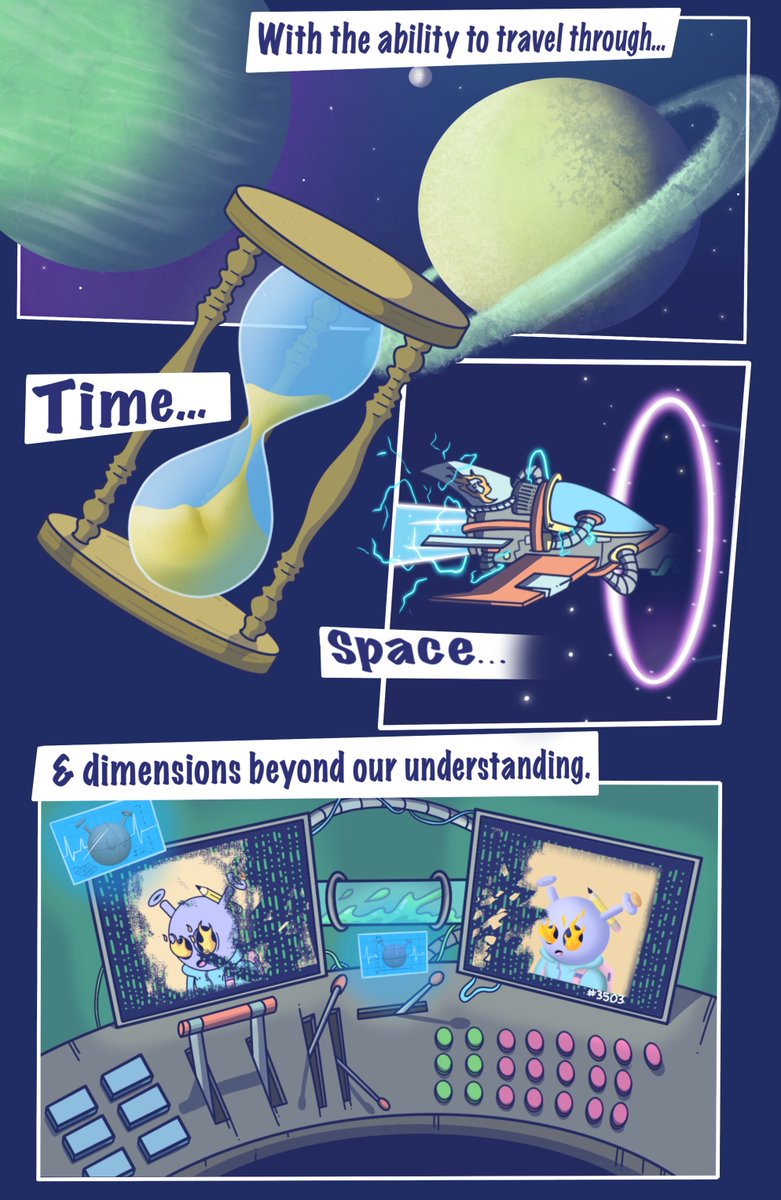 With the ability to travel through...
Time...
Space...
& dimensions beyond our understanding.
#3503